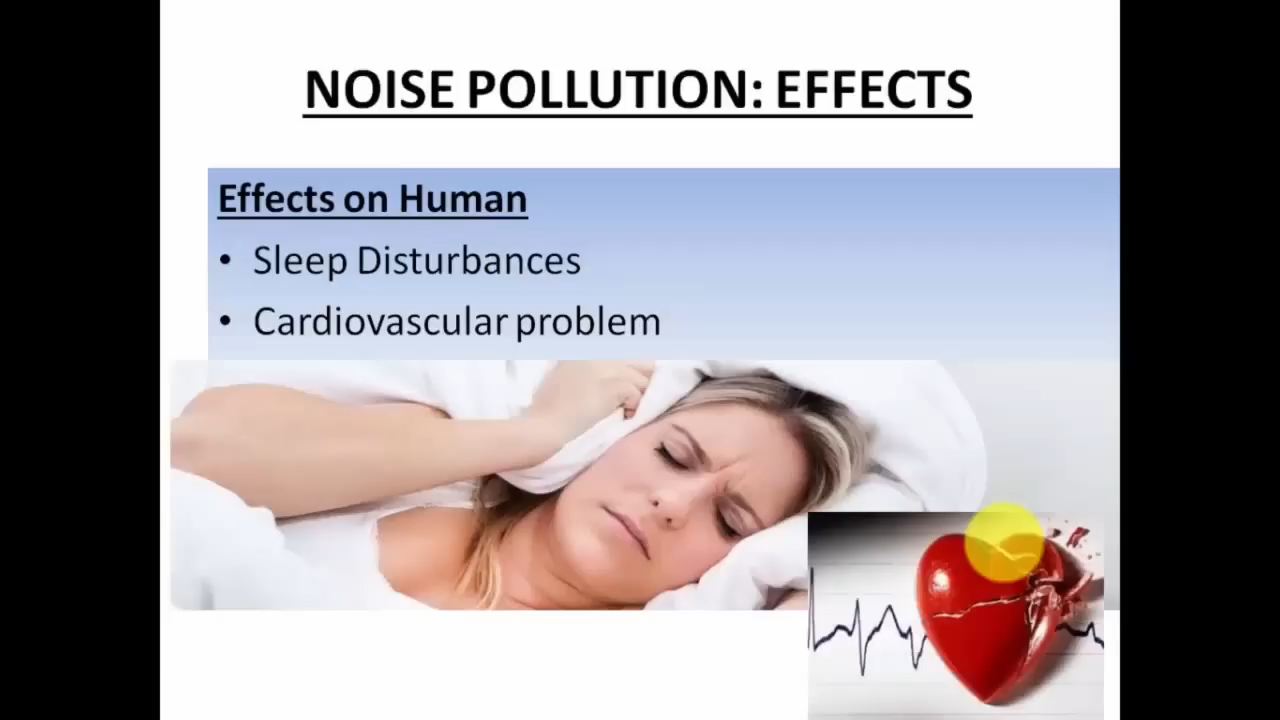 NOISE POLLUTION: EFFECTS
Effects on Human
• Sleep Disturbances
• Cardiovascular problem